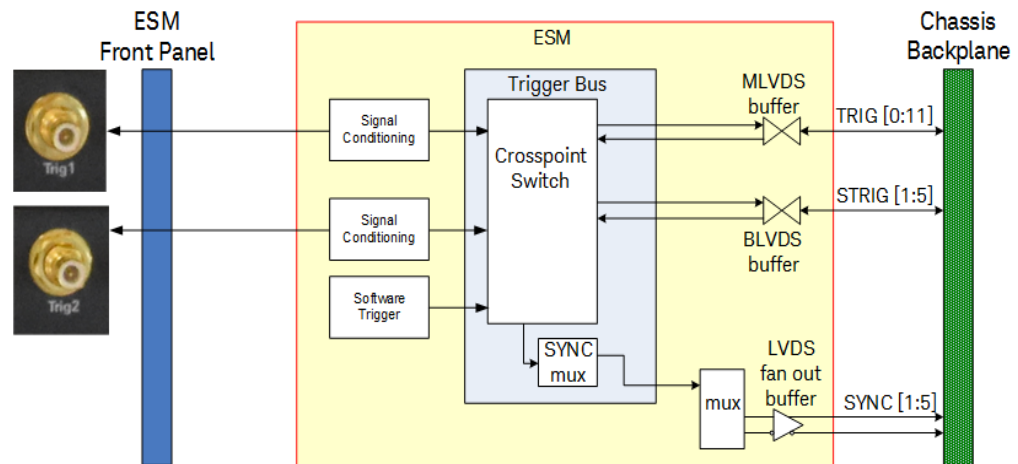 ESM
Front Panel
ESM
Chassis
Backplane
Trigger Bus
MLVDS
buffer
TRIG [0:11]
Signal
Conditioning
Crosspoint
Switch
Trig1
STRIG [1:5]
Signal
Conditioning
BLVDS
buffer
Software
Trigger
Trig2
SYNC
mux
LVDS
fan out
buffer
mux
SYNC [1:5]